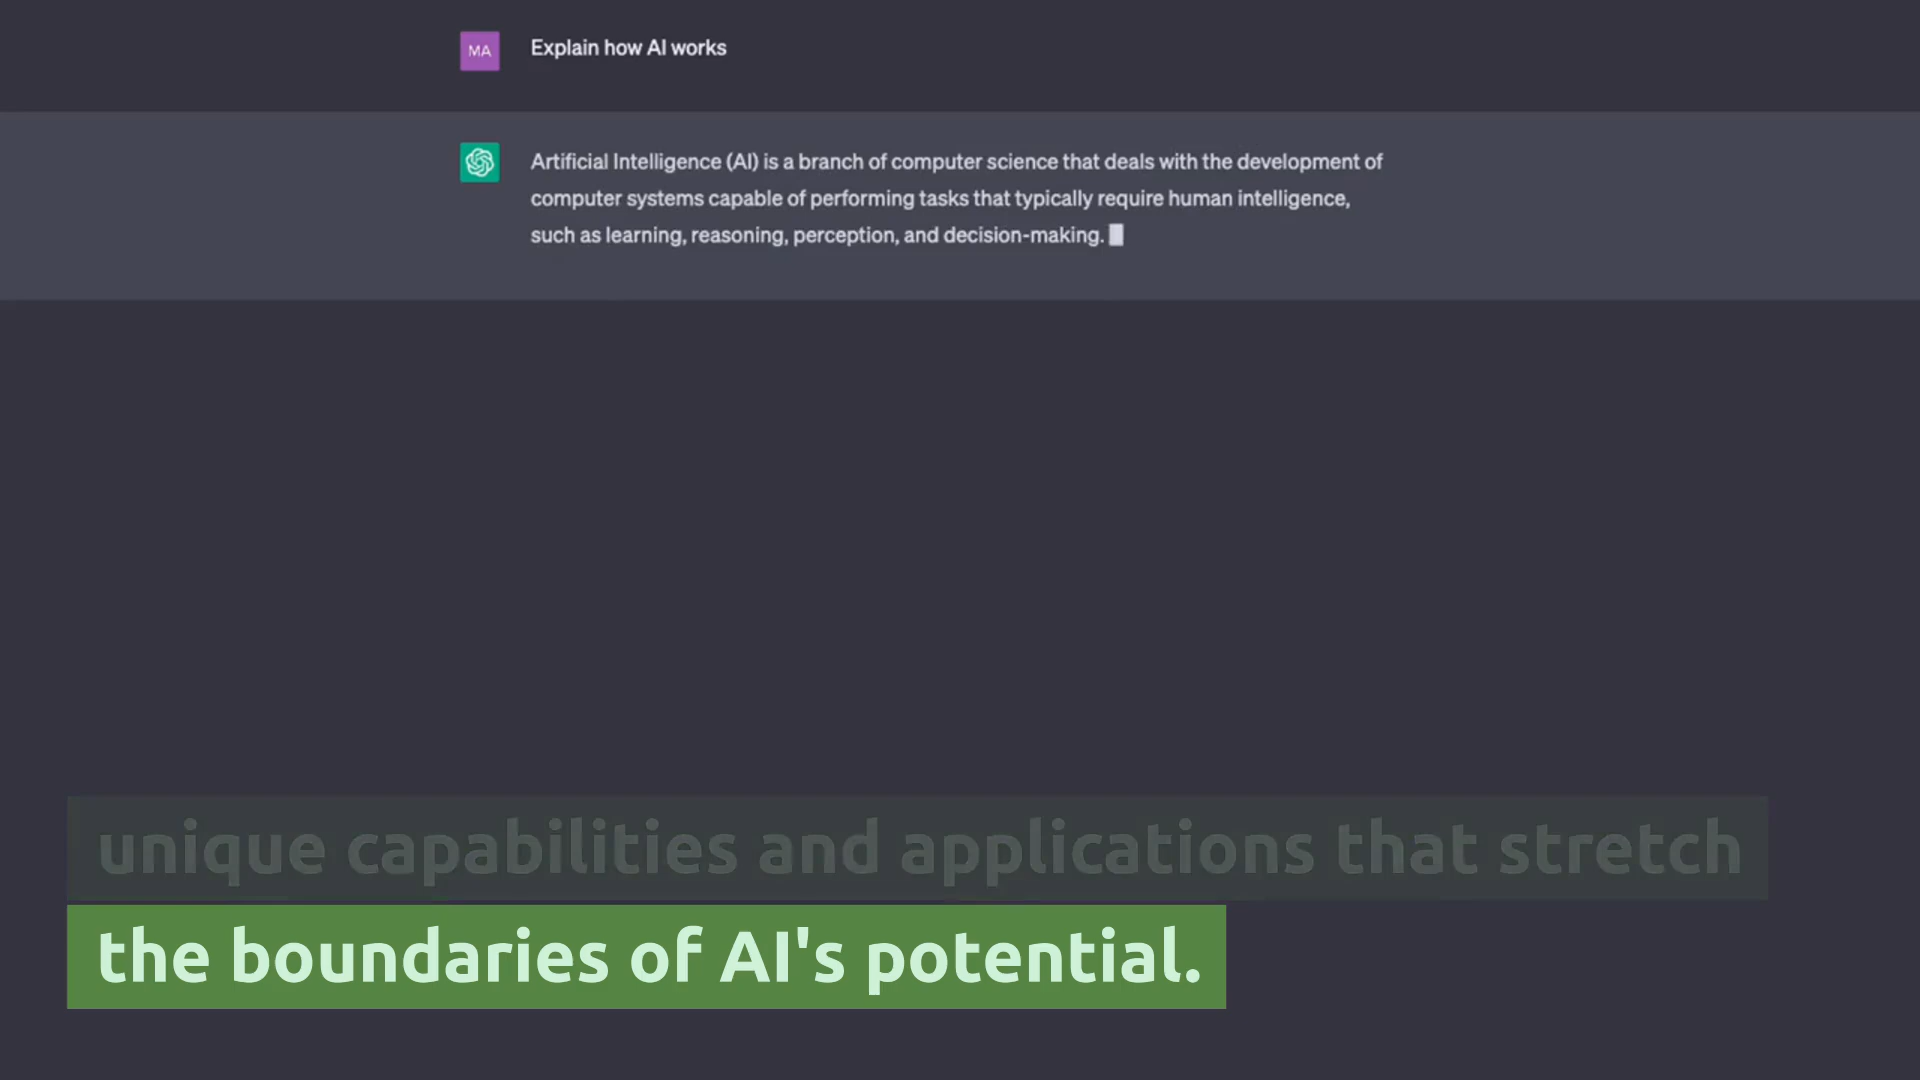 MA
Explain how AI works
Artificial Intelligence (AI) is a branch of computer science that deals with the development of
computer systems capable of performing tasks that typically require human intelligence,
such as learning, reasoning, perception, and decision-making.
unique capabilities and applications that stretch
the boundaries of AI's potential.